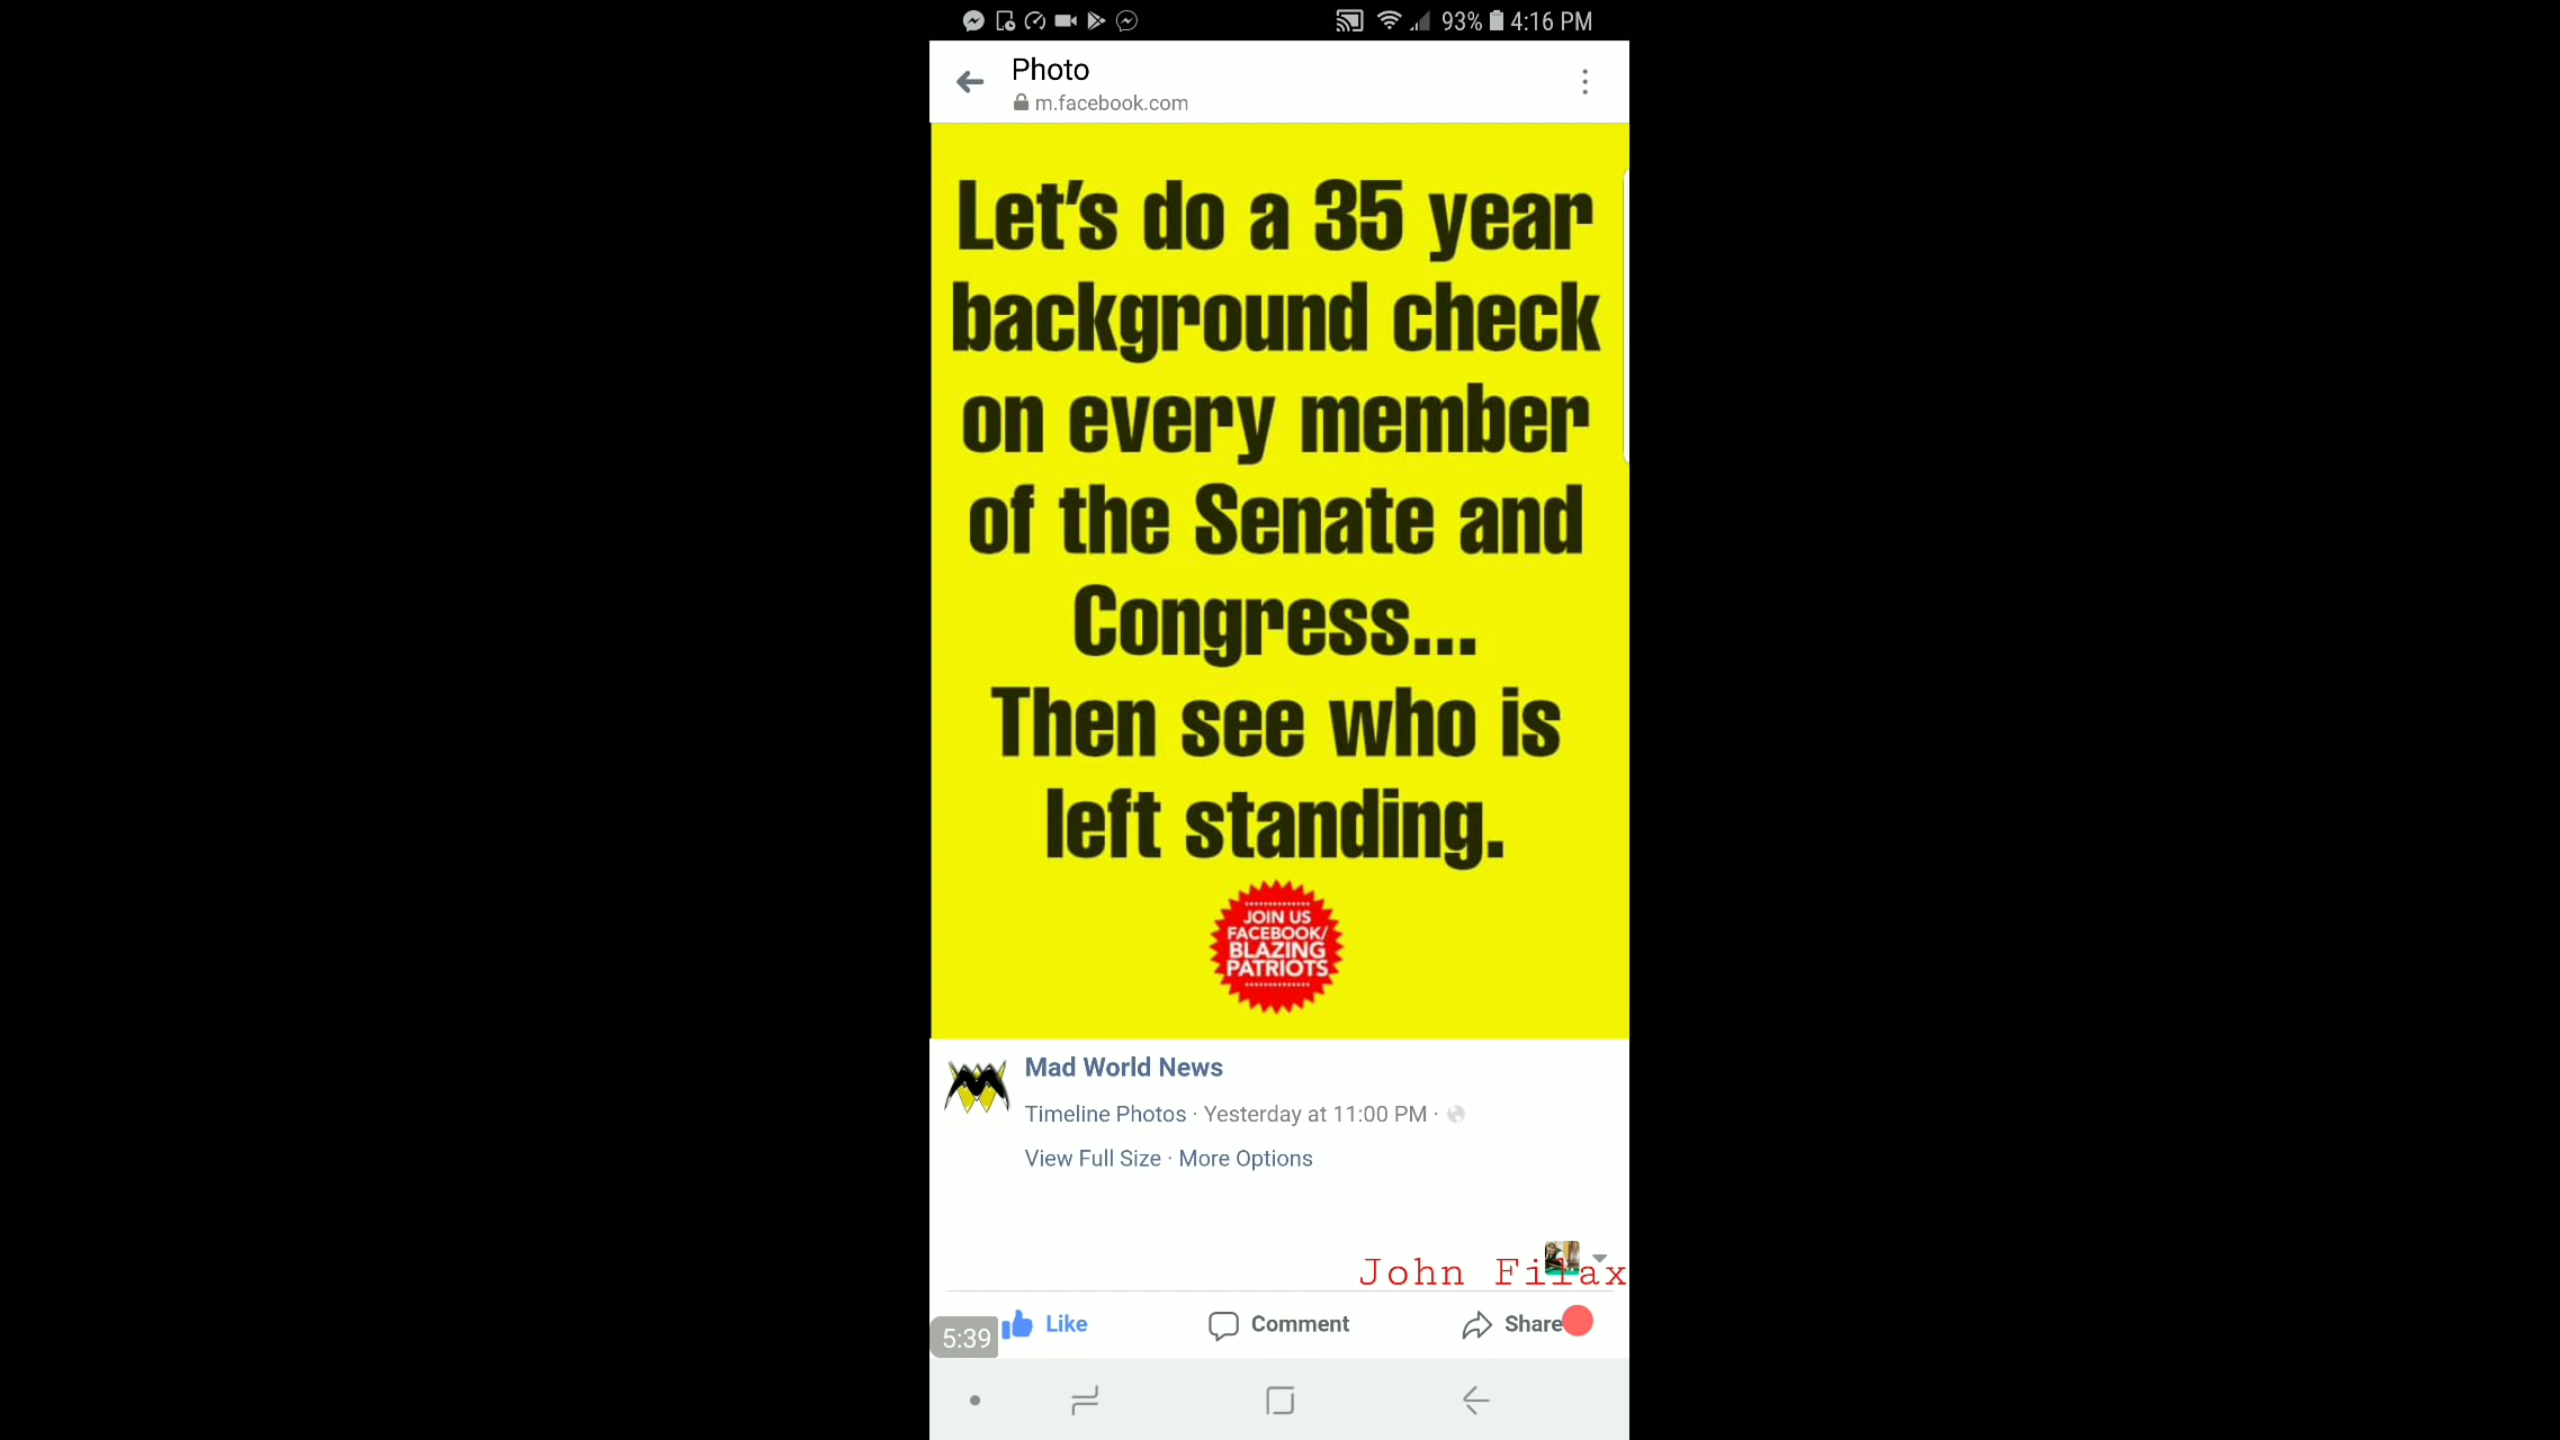 93% 4:16 PM
Photo
m.facebook.com
Let's do a 35 year
background check
on every member
of the Senate and
Congress...
Then see who is
left standing.
JOIN US
FACEBOOK/
BLAZING
PATRIOTS
Mad World News
Timeline Photos · Yesterday at 11:00 PM ·
View Full Size · More Options
John Filax
5:39 Like Comment Share